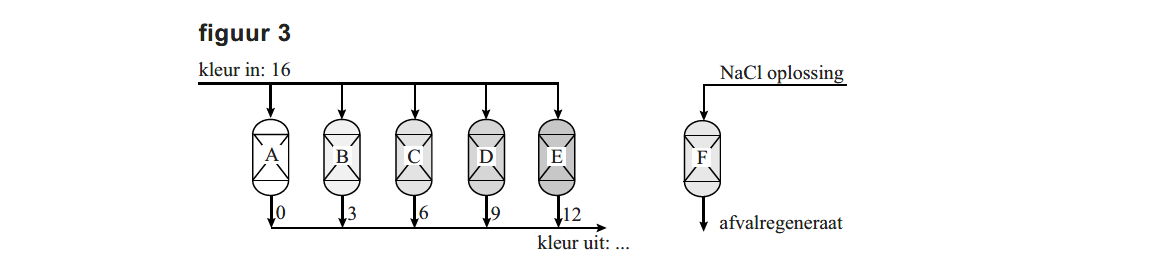 figuur 3
kleur in: 16
NaCl oplossing
A
B
C
D
E
F
0
3
6
9
12
afvalregeneraat
kleur uit: ...